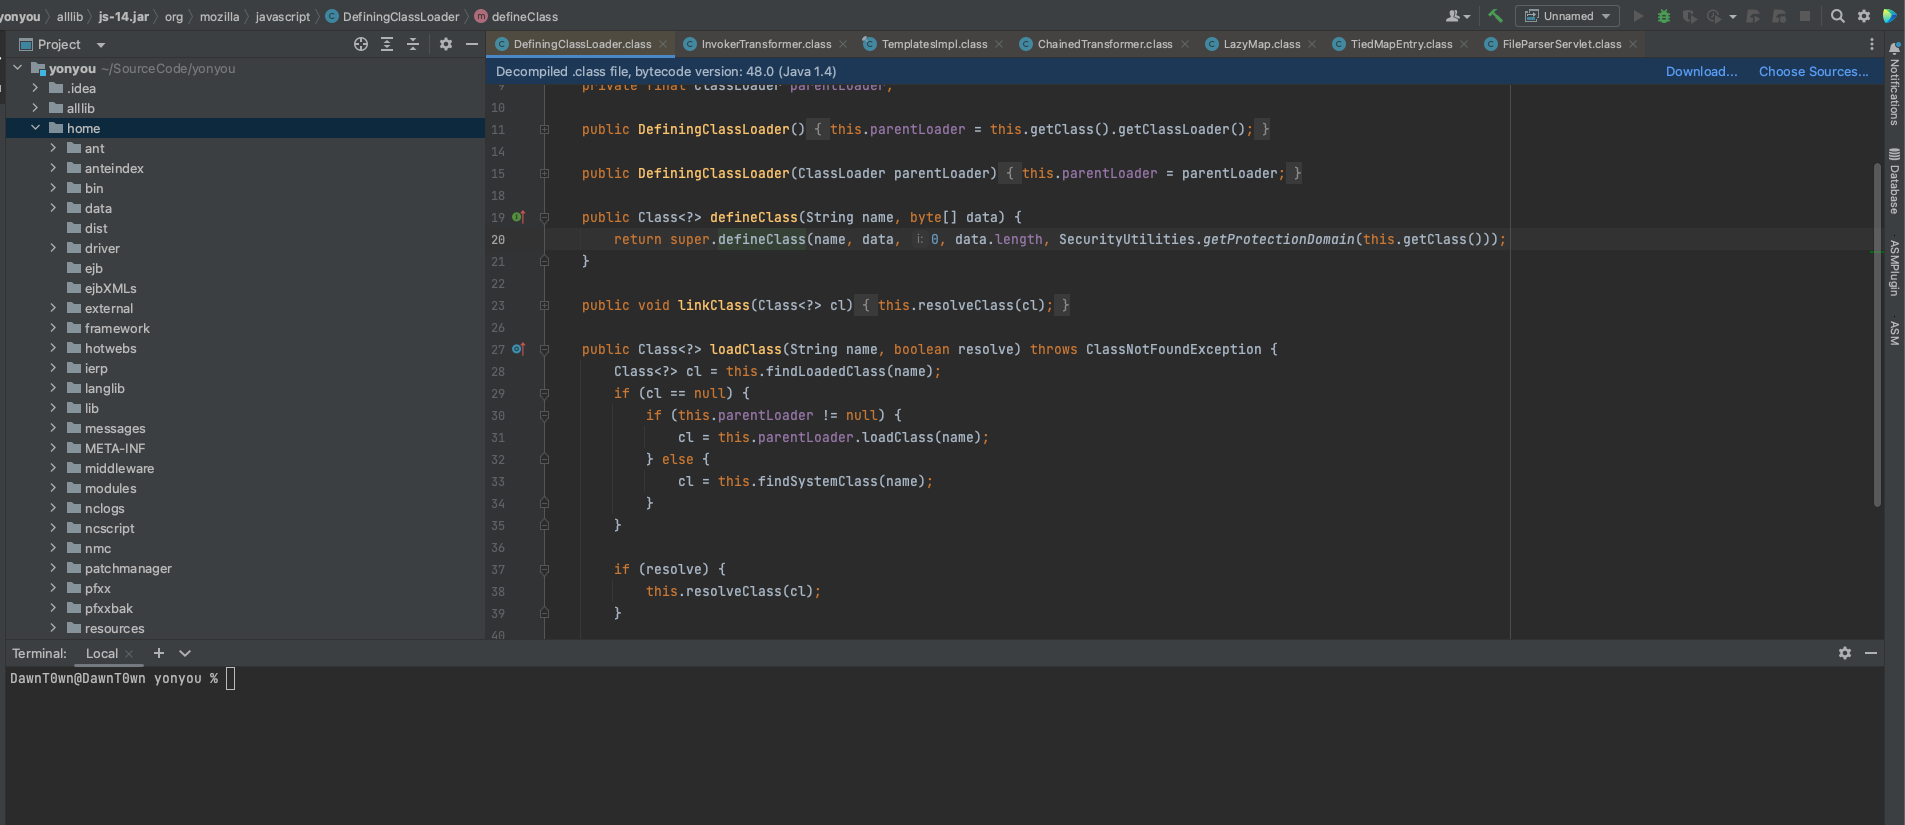 yonyou alllib js-14.jar org mozilla javascript DefiningClassLoader defineClass
Unnamed
Project
DefiningClassLoader.class InvokerTransformer.class TemplatesImpl.class ChainedTransformer.class LazyMap.class TiedMapEntry.class FileParserServlet.class
Decompiled .class file, bytecode version: 48.0 (Java 1.4)
Download... Choose Sources...
yonyou ~/SourceCode/yonyou
.idea
alllib
home
ant
anteindex
bin
data
dist
driver
ejb
ejbXMLs
external
framework
hotwebs
ierp
langlib
lib
messages
META-INF
middleware
modules
nclogs
ncscript
nmc
patchmanager
pfxx
pfxxbak
resources
9 private final ClassLoader parentLoader;
10
11 public DefiningClassLoader() { this.parentLoader = this.getClass().getClassLoader(); }
14
15 public DefiningClassLoader(ClassLoader parentLoader) { this.parentLoader = parentLoader; }
18
19 public Class<?> defineClass(String name, byte[] data) {
20 return super.defineClass(name, data, i: 0, data.length, SecurityUtilities.getProtectionDomain(this.getClass()));
21 }
22
23 public void linkClass(Class<?> cl) { this.resolveClass(cl); }
26
27 public Class<?> loadClass(String name, boolean resolve) throws ClassNotFoundException {
28 Class<?> cl = this.findLoadedClass(name);
29 if (cl == null) {
30 if (this.parentLoader != null) {
31 cl = this.parentLoader.loadClass(name);
32 } else {
33 cl = this.findSystemClass(name);
34 }
35 }
36
37 if (resolve) {
38 this.resolveClass(cl);
39 }
40
Notifications
Database
ASMPlugin
ASM
Terminal: Local
DawnT0wn@DawnT0wn yonyou %